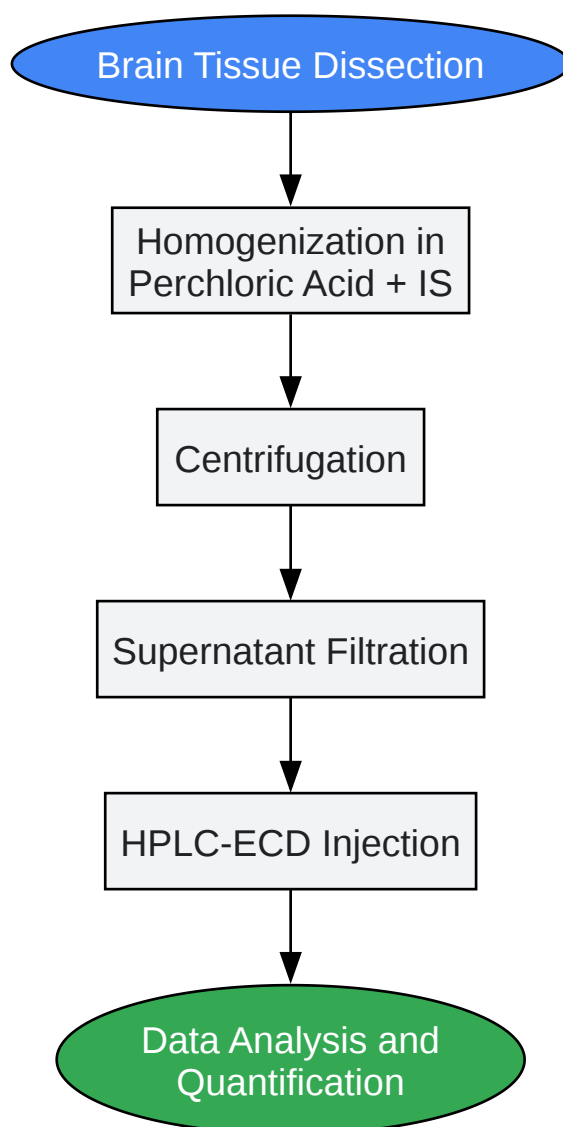 Brain Tissue Dissection
Homogenization in
Perchloric Acid + IS
Centrifugation
Supernatant Filtration
HPLC-ECD Injection
Data Analysis and
Quantification